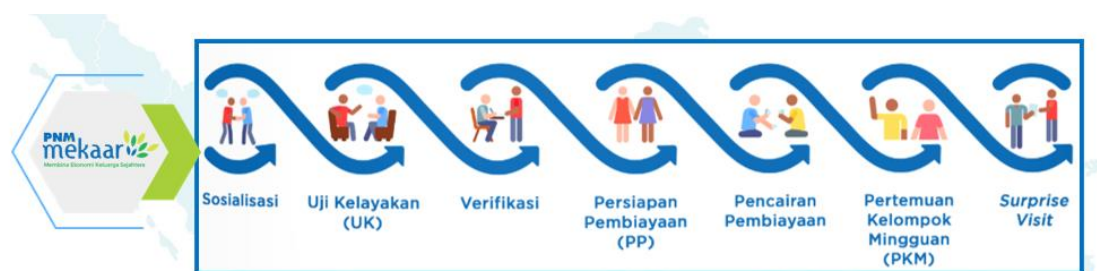 PNM
mekaar
Membina Ekonomi Keluarga Sejahtera
Sosialisasi
Uji Kelayakan
(UK)
Verifikasi
Persiapan
Pembiayaan
(PP)
Pencairan
Pembiayaan
Pertemuan
Kelompok
Mingguan
(PKM)
Surprise
Visit